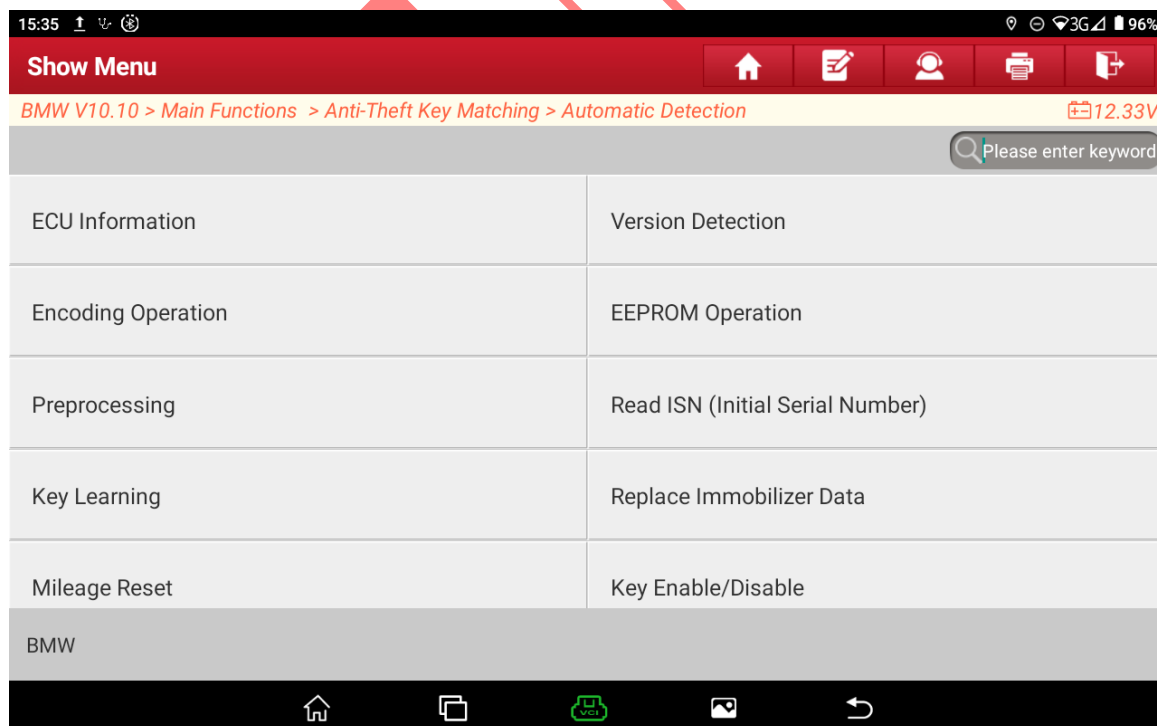 15:35 3G 96%
Show Menu
BMW V10.10 > Main Functions > Anti-Theft Key Matching > Automatic Detection 12.33V
Please enter keyword
ECU Information Version Detection
Encoding Operation EEPROM Operation
Preprocessing Read ISN (Initial Serial Number)
Key Learning Replace Immobilizer Data
Mileage Reset Key Enable/Disable
BMW
VCI